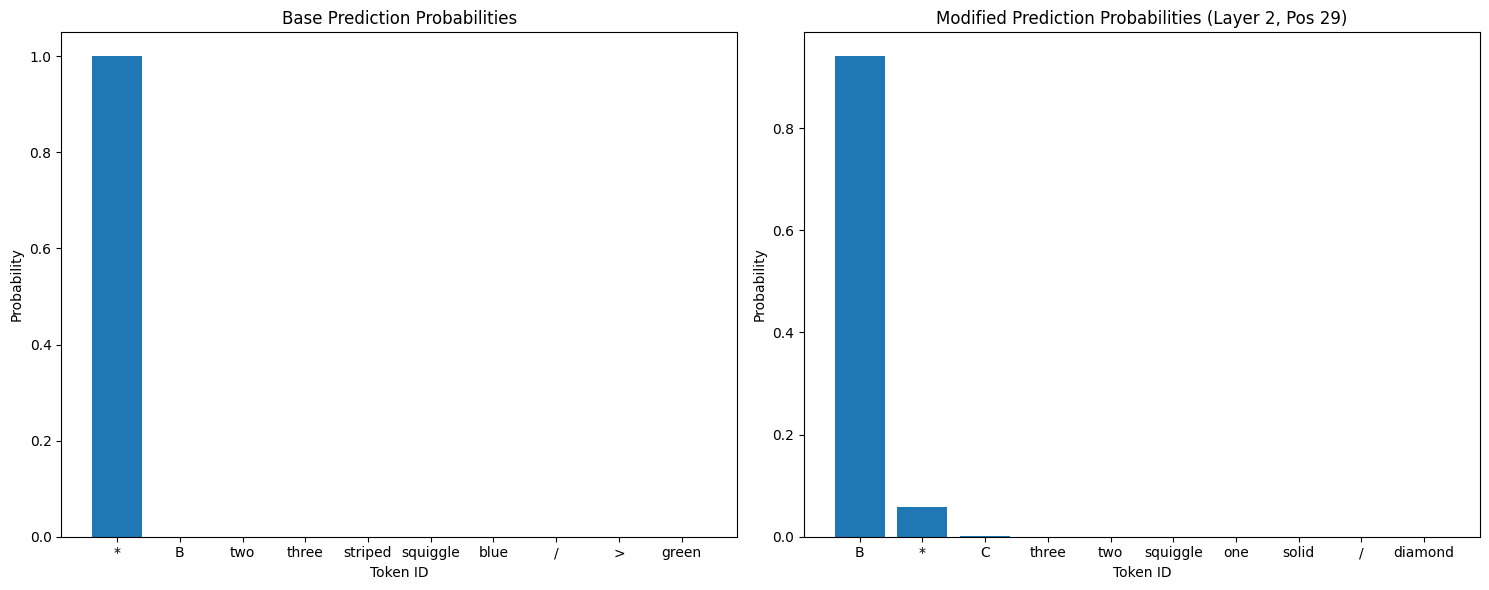 Base Prediction Probabilities
Probability
1.0
0.8
0.6
0.4
0.2
0.0
* B two three striped squiggle blue / > green
Token ID
Modified Prediction Probabilities (Layer 2, Pos 29)
Probability
0.8
0.6
0.4
0.2
0.0
B * C three two squiggle one solid / diamond
Token ID